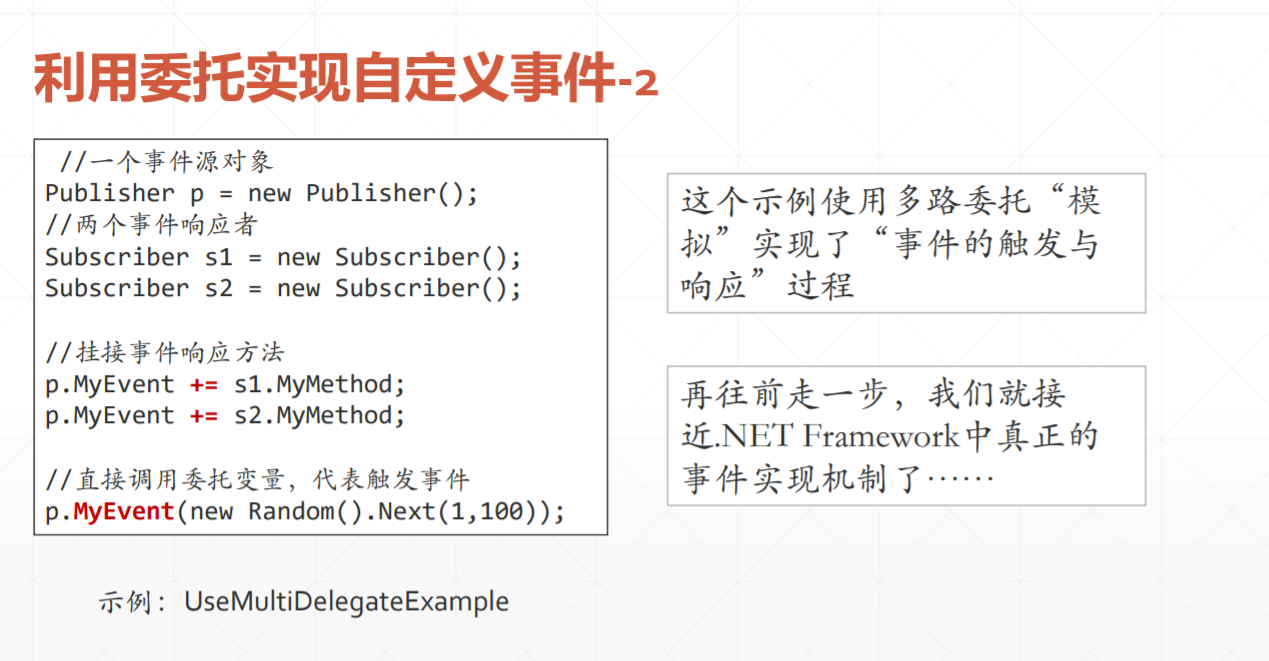 利用委托实现自定义事件-2
//一个事件源对象
Publisher p = new Publisher();
//两个事件响应者
Subscriber s1 = new Subscriber();
Subscriber s2 = new Subscriber();
//挂接事件响应方法
p.MyEvent += s1.MyMethod;
p.MyEvent += s2.MyMethod;
//直接调用委托变量，代表触发事件
p.MyEvent(new Random().Next(1,100));
示例：UseMultiDelegateExample
这个示例使用多路委托“模
拟”实现了“事件的触发与
响应”过程
再往前走一步，我们就接
近.NET Framework中真正的
事件实现机制了……